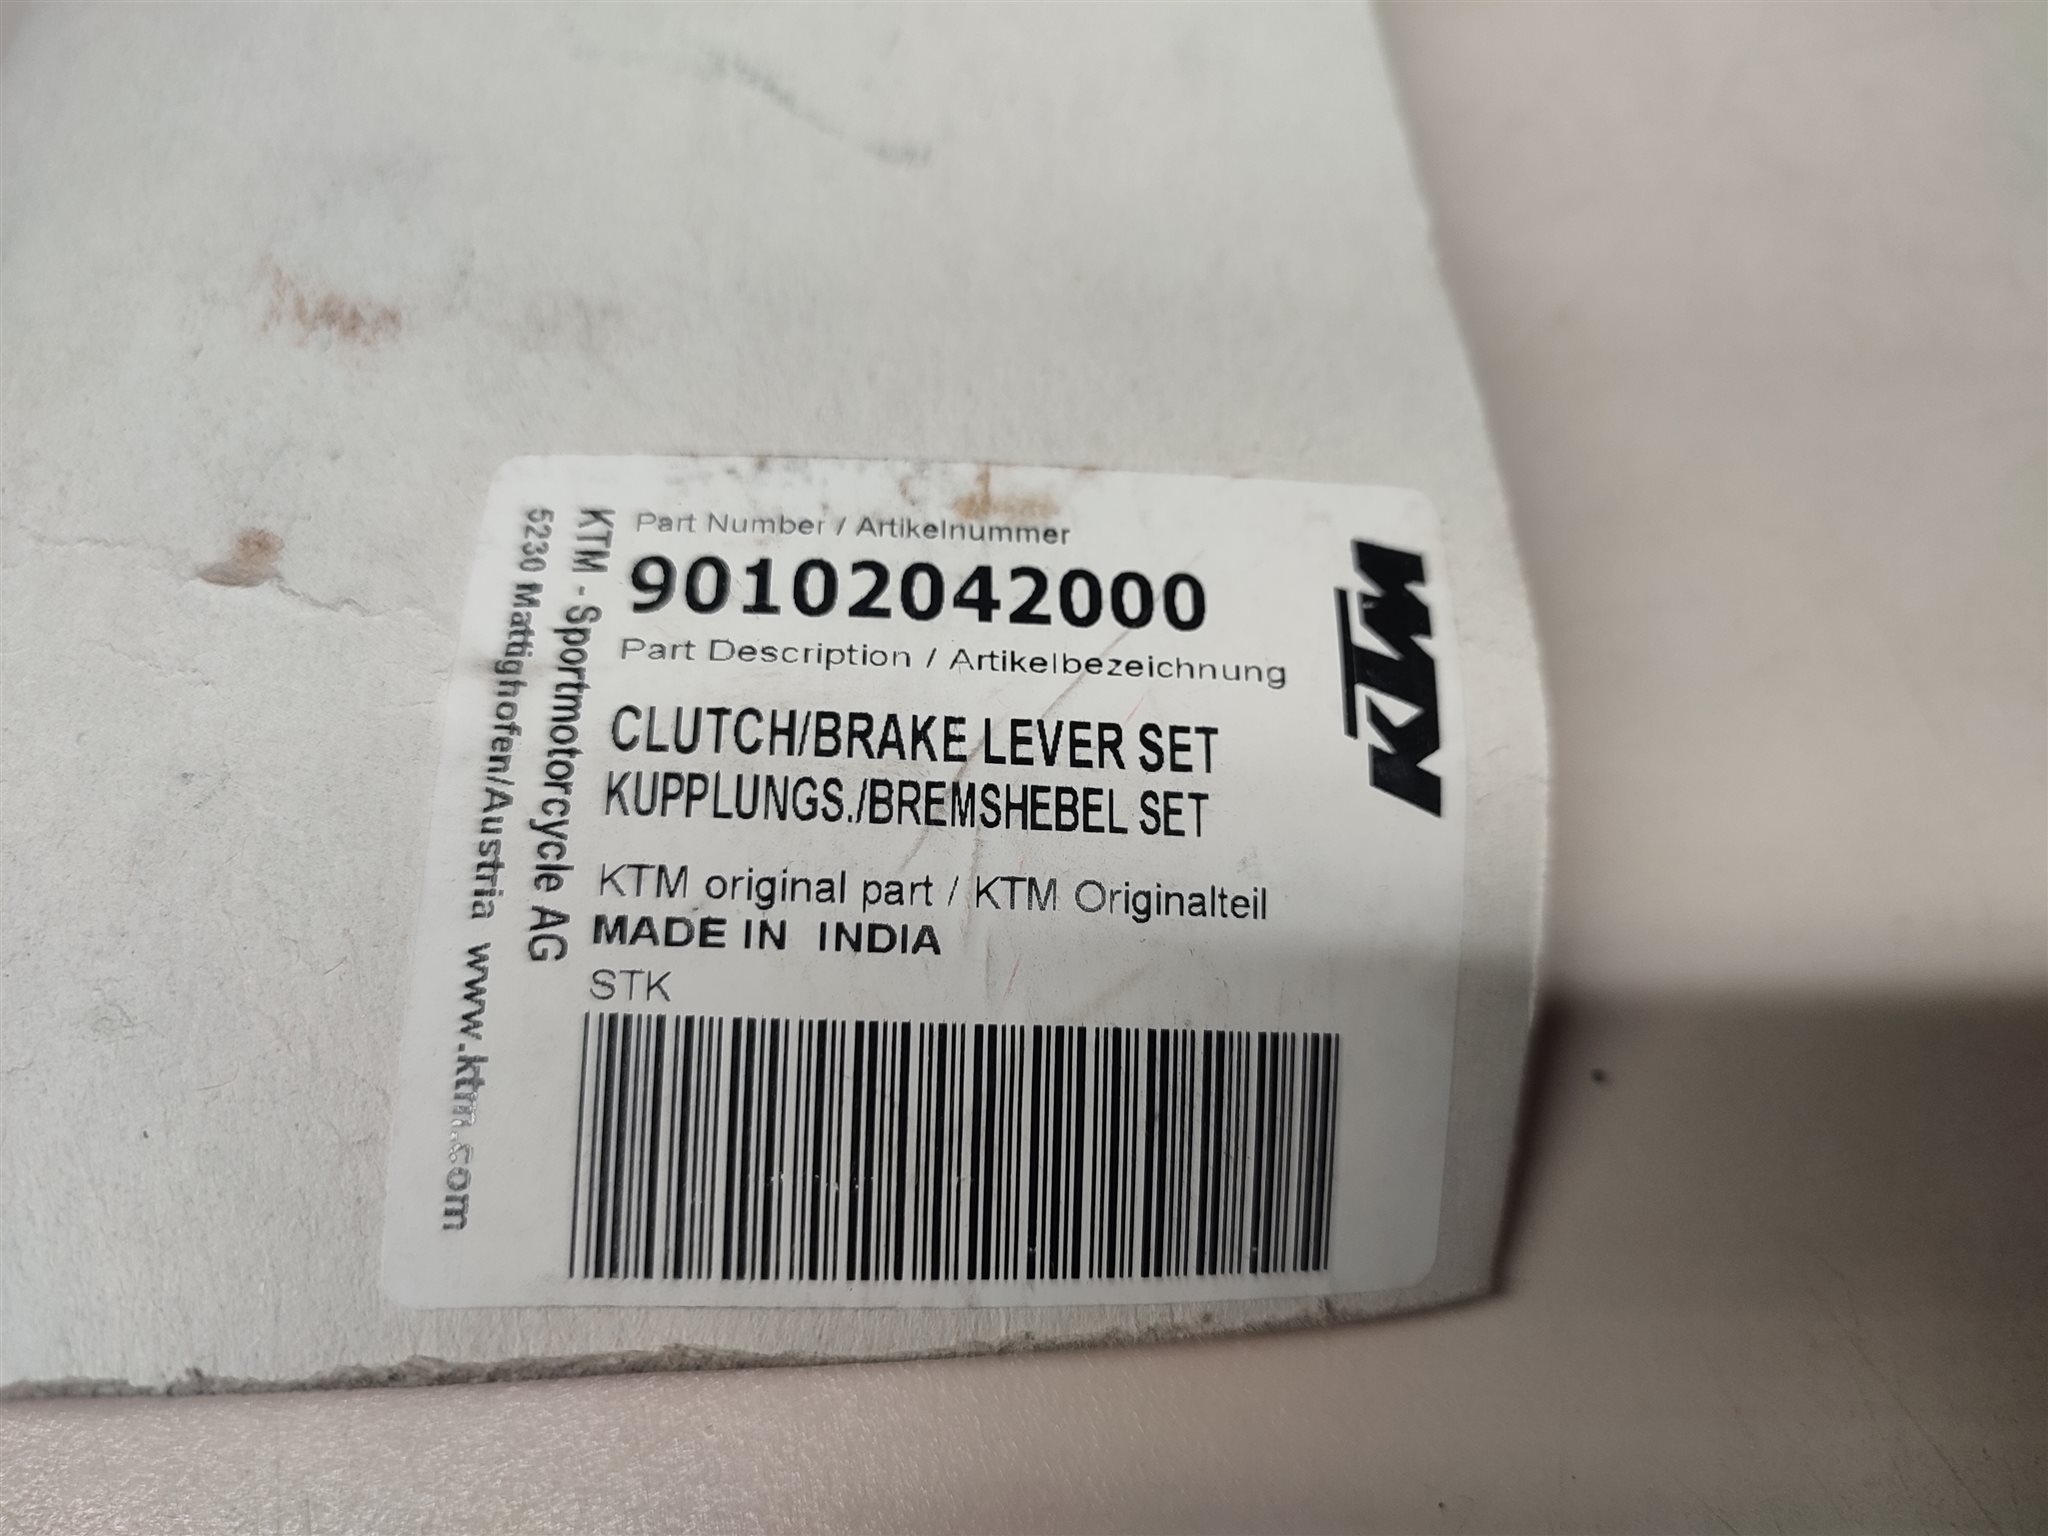 Part Number / Artikelnummer
90102042000
Part Description / Artikelbezeichnung
CLUTCH/BRAKE LEVER SET
KUPPLUNGS./BREMSHEBEL SET
KTM original part / KTM Originalteil
MADE IN INDIA
STK
KTM - Sportmotorcycle AG
5230 Mattighofen/Austria www.ktm.com
KTM